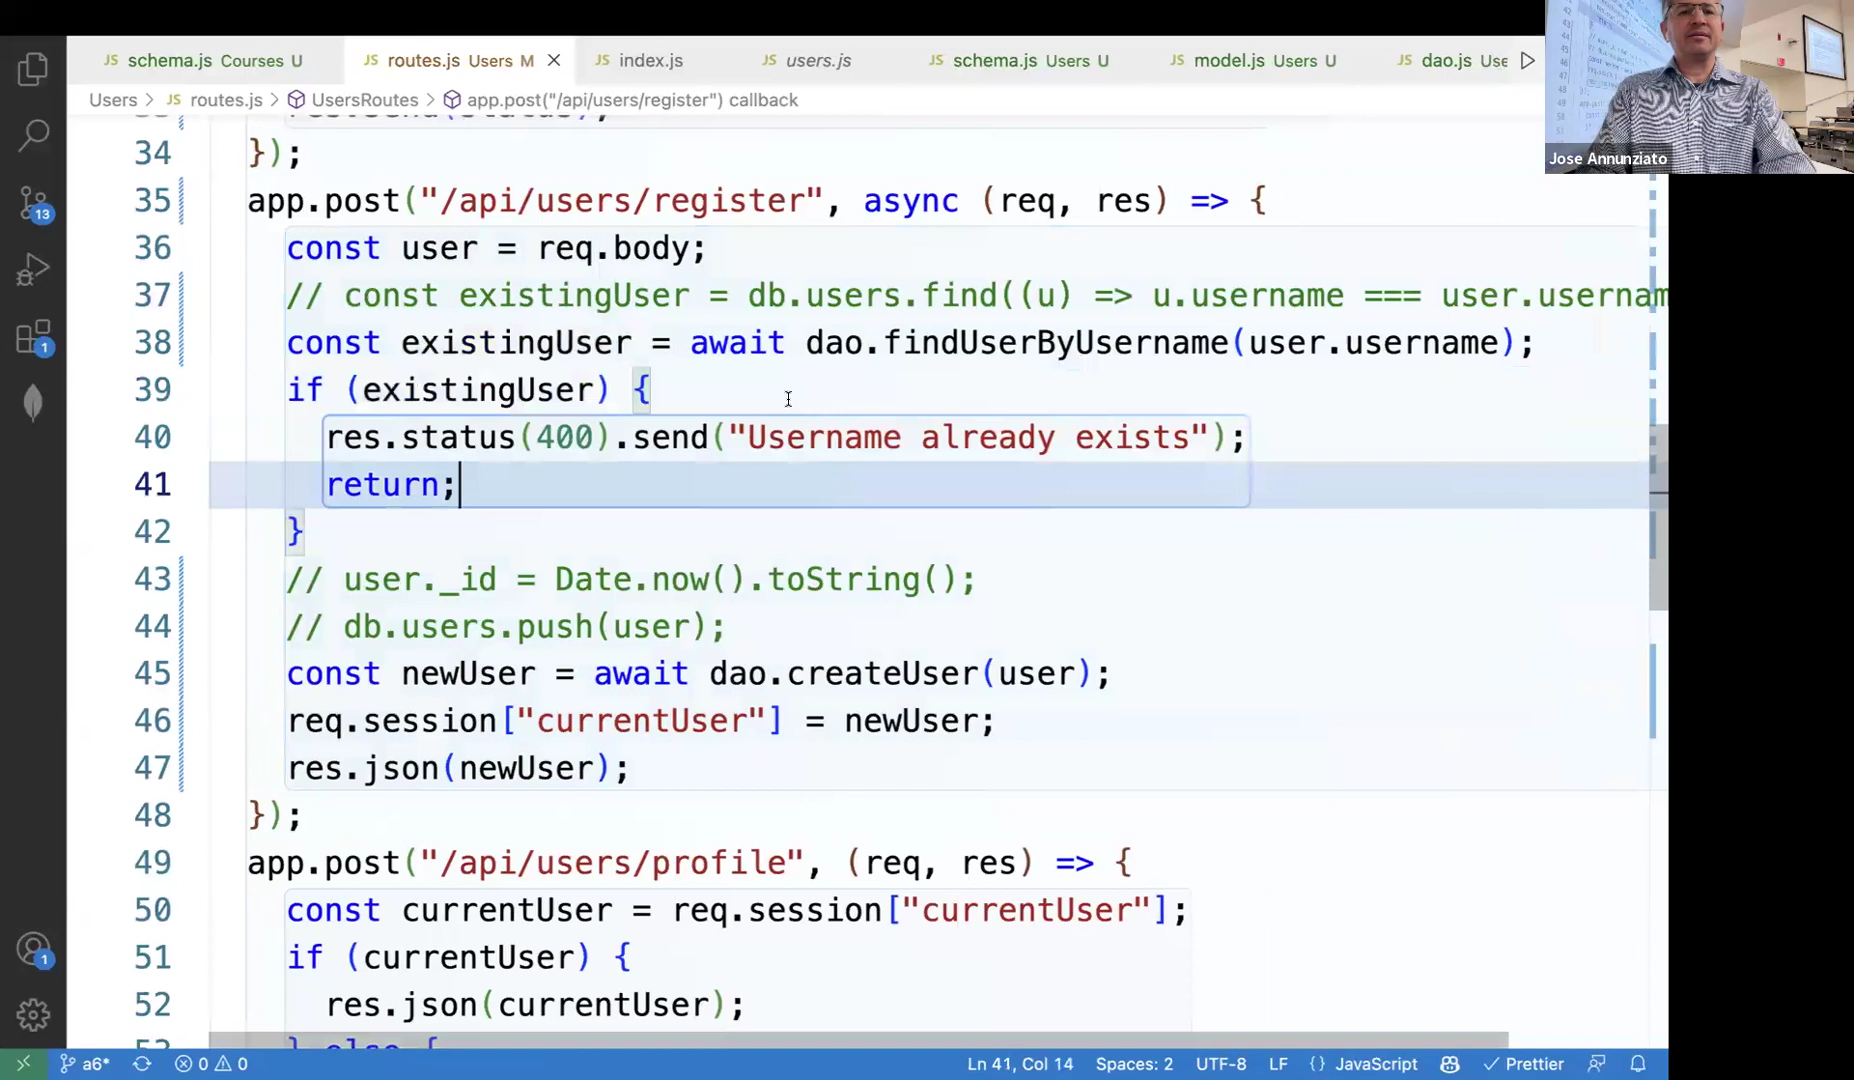 JS schema.js Courses U
JS routes.js Users M
JS index.js
JS users.js
JS schema.js Users U
JS model.js Users U
JS dao.js Use
Users > JS routes.js > UsersRoutes > app.post("/api/users/register") callback
Jose Annunziato
34 });
35 app.post("/api/users/register", async (req, res) => {
36 const user = req.body;
37 // const existingUser = db.users.find((u) => u.username === user.usernam
38 const existingUser = await dao.findUserByUsername(user.username);
39 if (existingUser) {
40 res.status(400).send("Username already exists");
41 return;
42 }
43 // user._id = Date.now().toString();
44 // db.users.push(user);
45 const newUser = await dao.createUser(user);
46 req.session["currentUser"] = newUser;
47 res.json(newUser);
48 });
49 app.post("/api/users/profile", (req, res) => {
50 const currentUser = req.session["currentUser"];
51 if (currentUser) {
52 res.json(currentUser);
13
1
1
a6* 0 0 Ln 41, Col 14 Spaces: 2 UTF-8 LF {} JavaScript Prettier